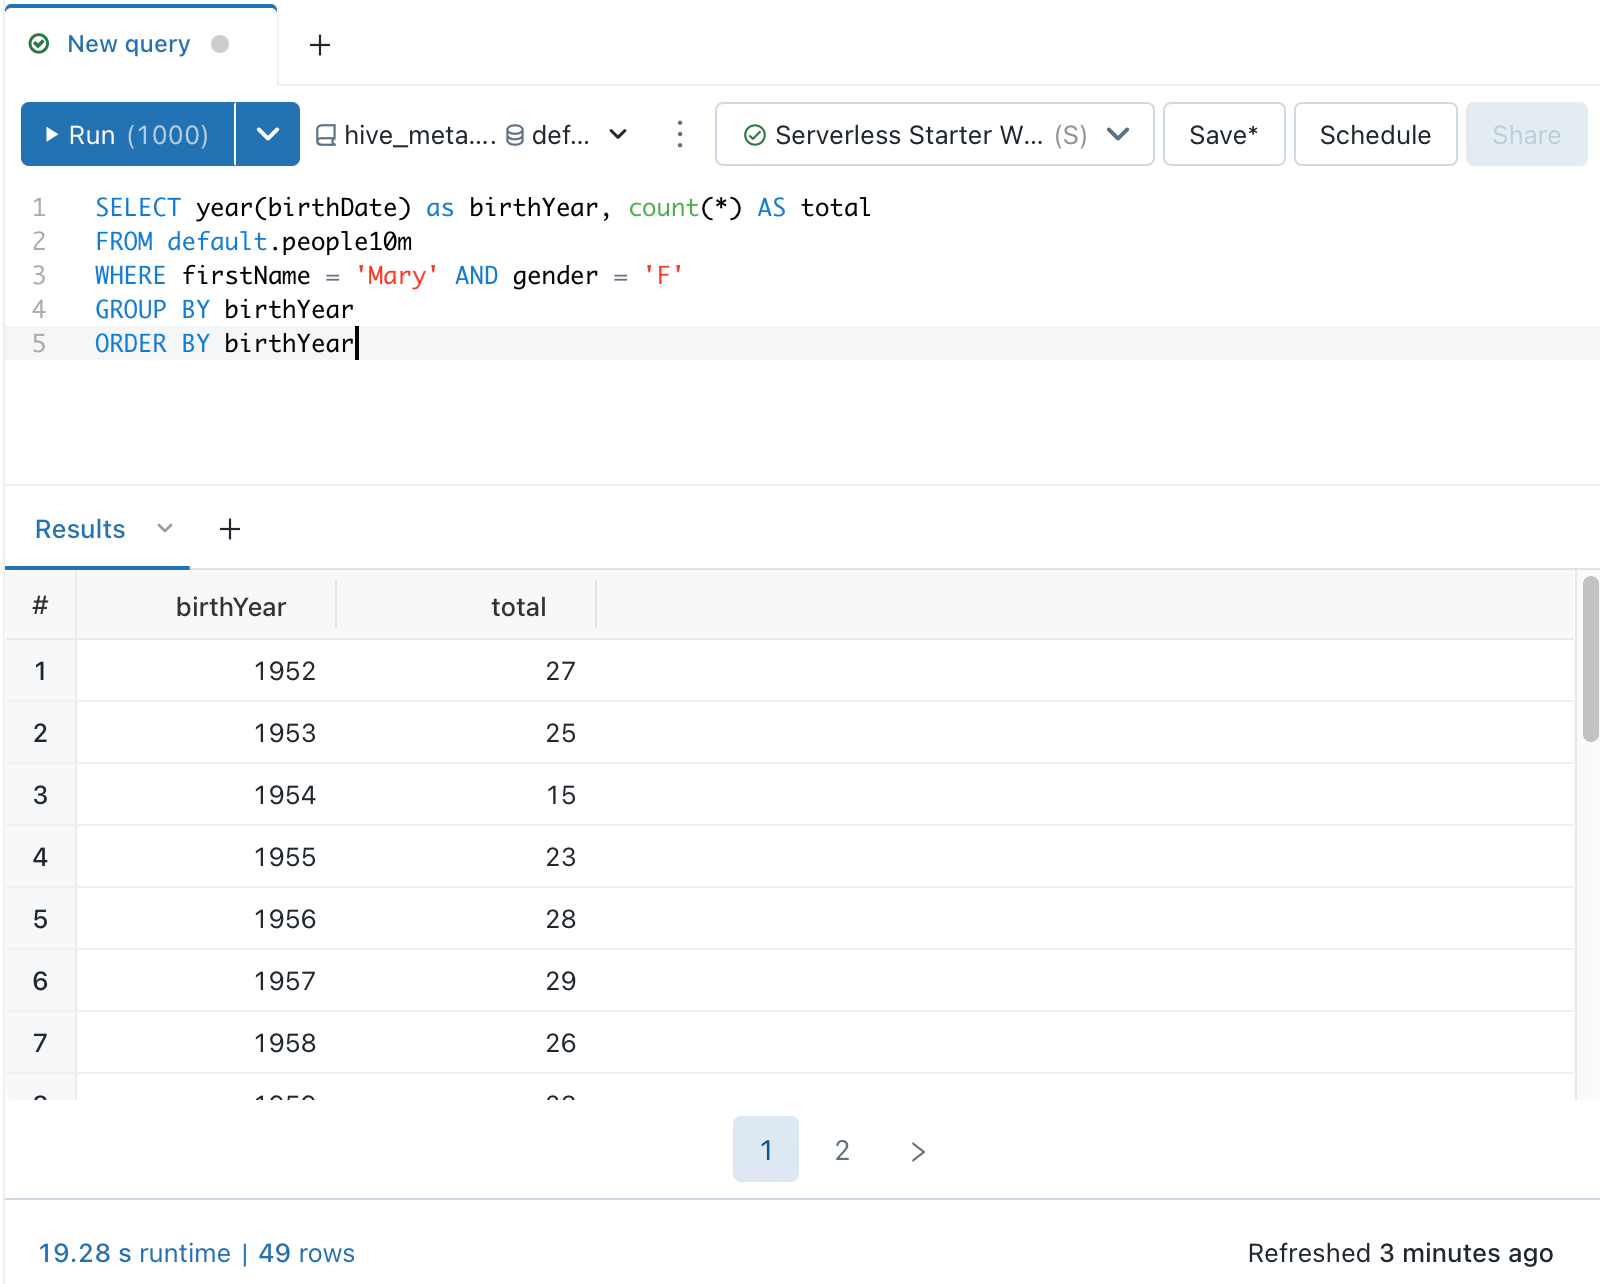 New query
Run (1000) hive_meta.... def... Serverless Starter W... (S) Save* Schedule Share
1 SELECT year(birthDate) as birthYear, count(*) AS total
2 FROM default.people10m
3 WHERE firstName = 'Mary' AND gender = 'F'
4 GROUP BY birthYear
5 ORDER BY birthYear
Results
# birthYear total
1 1952 27
2 1953 25
3 1954 15
4 1955 23
5 1956 28
6 1957 29
7 1958 26
1 2 >
19.28 s runtime | 49 rows Refreshed 3 minutes ago